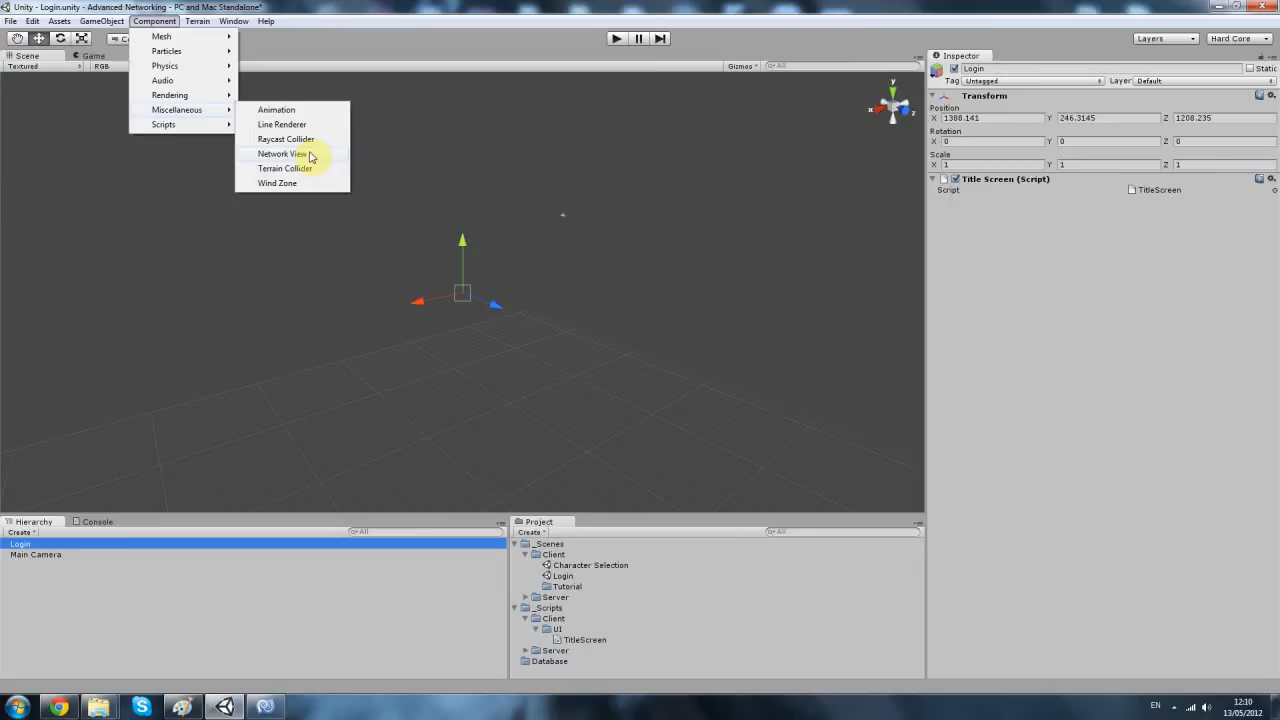 Unity - Login.unity - Advanced Networking - PC and Mac Standalone*
File Edit Assets GameObject Component Terrain Window Help
Layers Hard Core
Mesh
Particles
Physics
Audio
Rendering
Miscellaneous
Scripts
Animation
Line Renderer
Raycast Collider
Network View
Terrain Collider
Wind Zone
Scene Game
Textured RGB Gizmos All
y
x
z
Inspector
Login Static
Tag Untagged Layer Default
Transform
Position
X 1388.141 Y 246.3145 Z 1208.235
Rotation
X 0 Y 0 Z 0
Scale
X 1 Y 1 Z 1
Title Screen (Script)
Script TitleScreen
Hierarchy Console
Create All
Login
Main Camera
Project
Create All
_Scenes
Client
Character Selection
Login
Tutorial
Server
_Scripts
Client
UI
TitleScreen
Server
Database
EN 12:10
13/05/2012